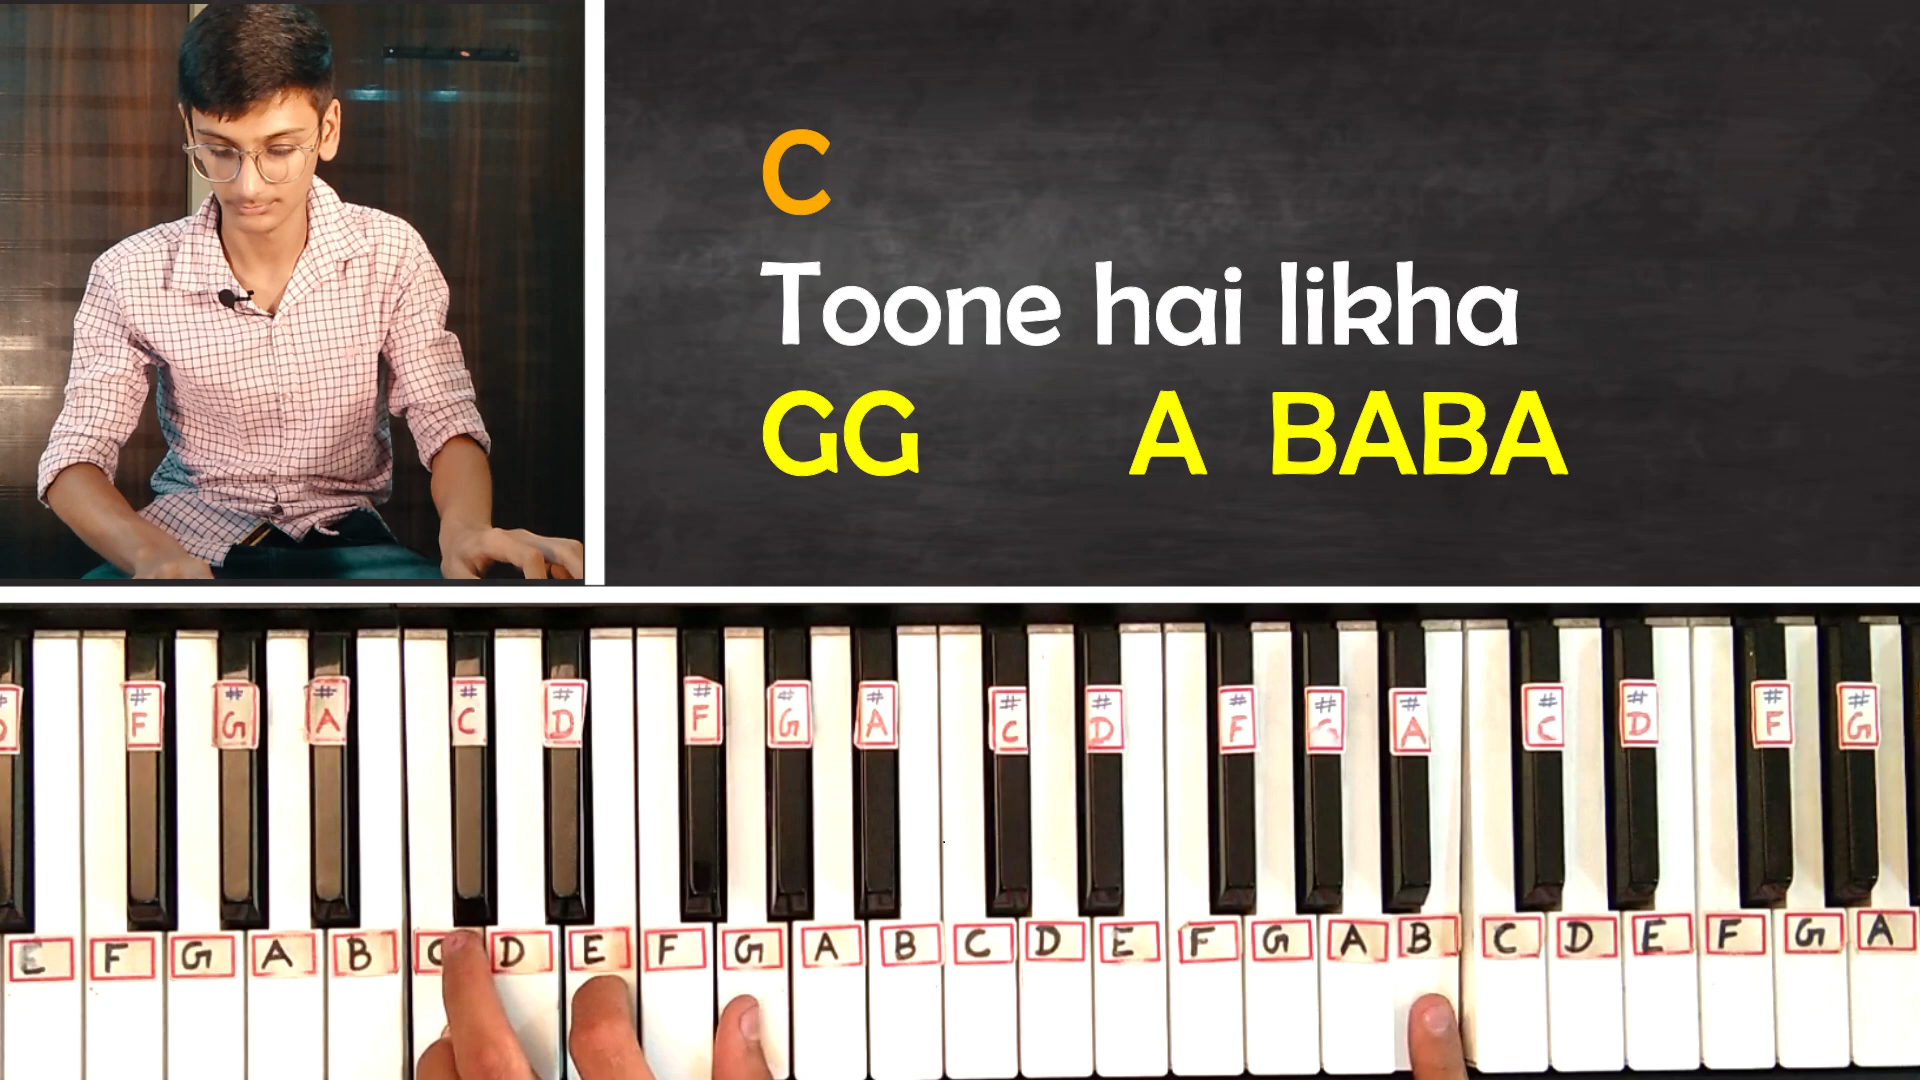 C
Toone hai likha
GG A BABA
# F # G # A # C # D # F # G # A # C # D # F # G # A # C # D # F # G
E F G A B C D E F G A B C D E F G A B C D E F G A